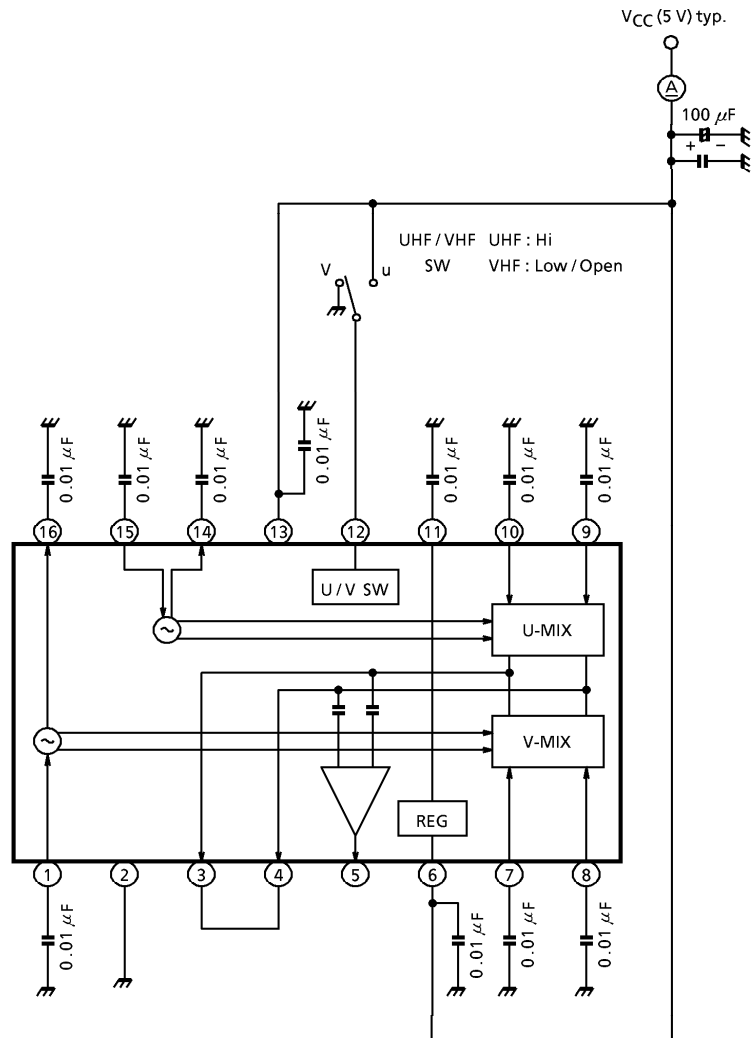 VCC (5 V) typ.
A
100 μF
+ −
UHF / VHF UHF : Hi
SW VHF : Low / Open
V u
0.01 μF
0.01 μF
0.01 μF
0.01 μF
0.01 μF
0.01 μF
0.01 μF
16 15 14 13 12 11 10 9
U / V SW
~
U-MIX
~
V-MIX
REG
1 2 3 4 5 6 7 8
0.01 μF
0.01 μF
0.01 μF
0.01 μF